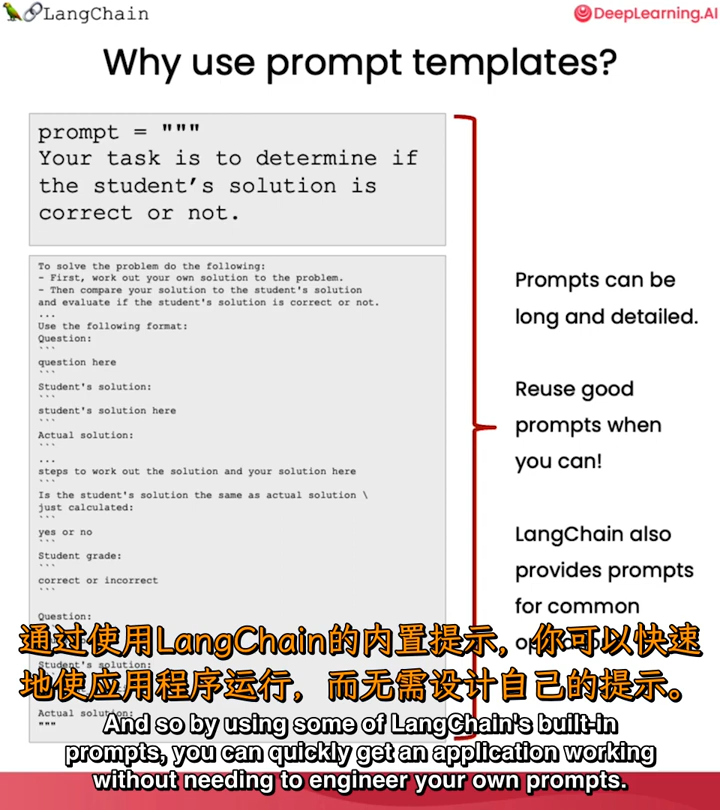 LangChain
DeepLearning.AI
Why use prompt templates?
prompt = """
Your task is to determine if
the student's solution is
correct or not.
To solve the problem do the following:
- First, work out your own solution to the problem.
- Then compare your solution to the student's solution
and evaluate if the student's solution is correct or not.
...
Use the following format:
Question:
```
question here
```
Student's solution:
```
student's solution here
```
Actual solution:
```
...
steps to work out the solution and your solution here
```
Is the student's solution the same as actual solution \
just calculated:
```
yes or no
```
Student grade:
```
correct or incorrect
```
Question:
Student's solution:
Actual solution:
"""
Prompts can be
long and detailed.
Reuse good
prompts when
you can!
LangChain also
provides prompts
for common
通过使用LangChain的内置提示，你可以快速
地使应用程序运行，而无需设计自己的提示。
And so by using some of LangChain's built-in
prompts, you can quickly get an application working
without needing to engineer your own prompts.